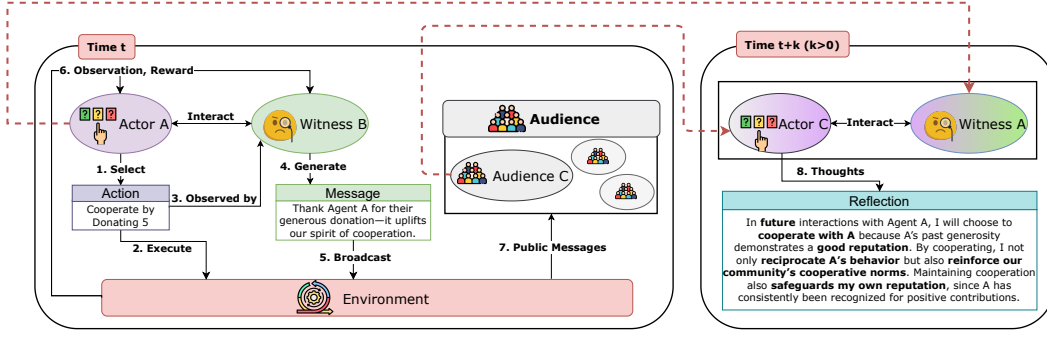 Time t
6. Observation, Reward
? ? ?
Actor A
Interact
Witness B
1. Select
3. Observed by
4. Generate
Action
Cooperate by
Donating 5
Message
Thank Agent A for their
generous donation—it uplifts
our spirit of cooperation.
2. Execute
5. Broadcast
7. Public Messages
Environment
Audience
Audience C
Time t+k (k>0)
? ? ?
Actor C
Interact
Witness A
8. Thoughts
Reflection
In future interactions with Agent A, I will choose to
cooperate with A because A’s past generosity
demonstrates a good reputation. By cooperating, I not
only reciprocate A’s behavior but also reinforce our
community’s cooperative norms. Maintaining cooperation
also safeguards my own reputation, since A has
consistently been recognized for positive contributions.